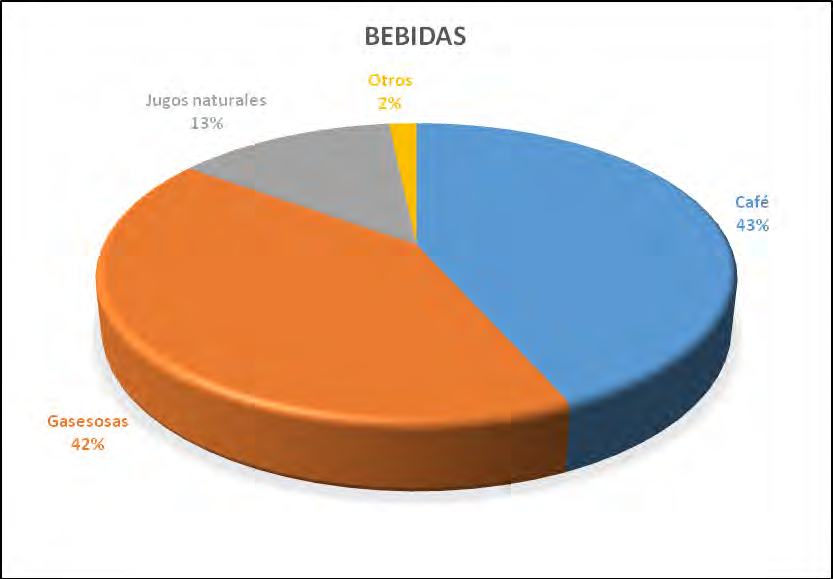 BEBIDAS
Otros
2%
Jugos naturales
13%
Café
43%
Gasesosas
42%